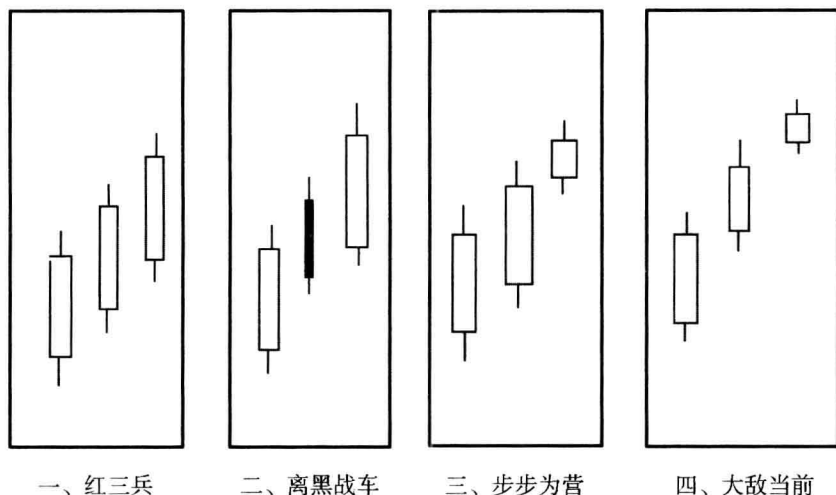 一、红三兵
二、离黑战车
三、步步为营
四、大敌当前